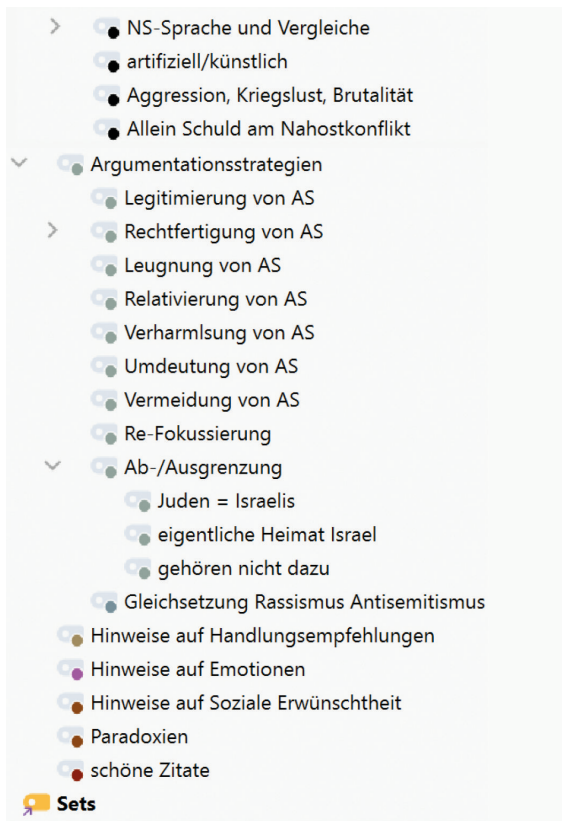 NS-Sprache und Vergleiche
artifiziell/künstlich
Aggression, Kriegslust, Brutalität
Allein Schuld am Nahostkonflikt
Argumentationsstrategien
Legitimierung von AS
Rechtfertigung von AS
Leugnung von AS
Relativierung von AS
Verharmlsung von AS
Umdeutung von AS
Vermeidung von AS
Re-Fokussierung
Ab-/Ausgrenzung
Juden = Israelis
eigentliche Heimat Israel
gehören nicht dazu
Gleichsetzung Rassismus Antisemitismus
Hinweise auf Handlungsempfehlungen
Hinweise auf Emotionen
Hinweise auf Soziale Erwünschtheit
Paradoxien
schöne Zitate
Sets